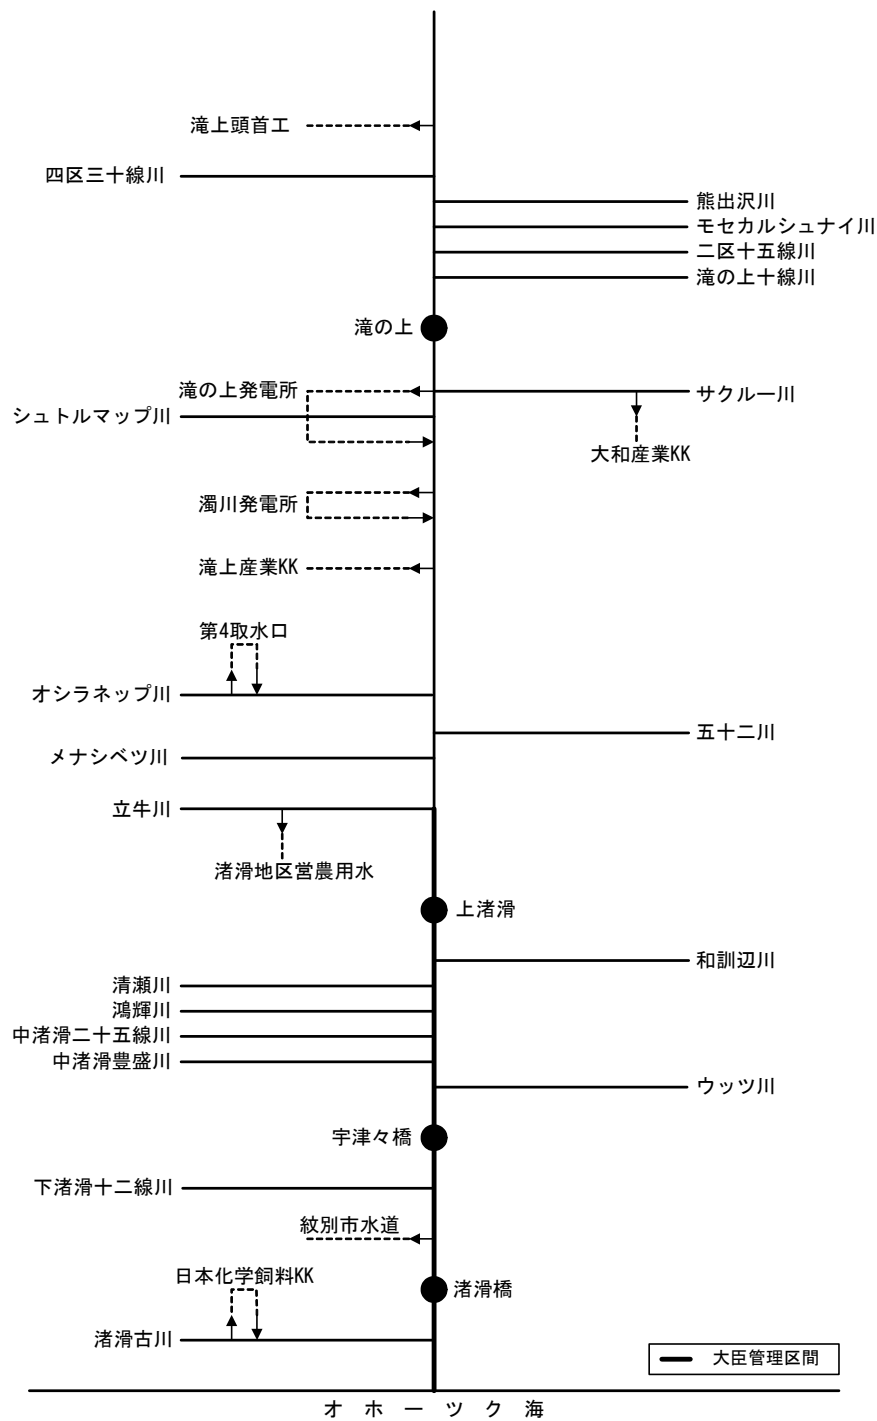 滝上頭首工
四区三十線川
熊出沢川
モセカルシュナイ川
二区十五線川
滝の上十線川
滝の上
滝の上発電所
サクルー川
シュトルマップ川
大和産業KK
濁川発電所
滝上産業KK
第4取水口
オシラネップ川
五十二川
メナシベツ川
立牛川
渚滑地区営農用水
上渚滑
和訓辺川
清瀬川
鴻輝川
中渚滑二十五線川
中渚滑豊盛川
ウッツ川
宇津々橋
下渚滑十二線川
紋別市水道
日本化学飼料KK
渚滑橋
渚滑古川
大臣管理区間
オホーツク海